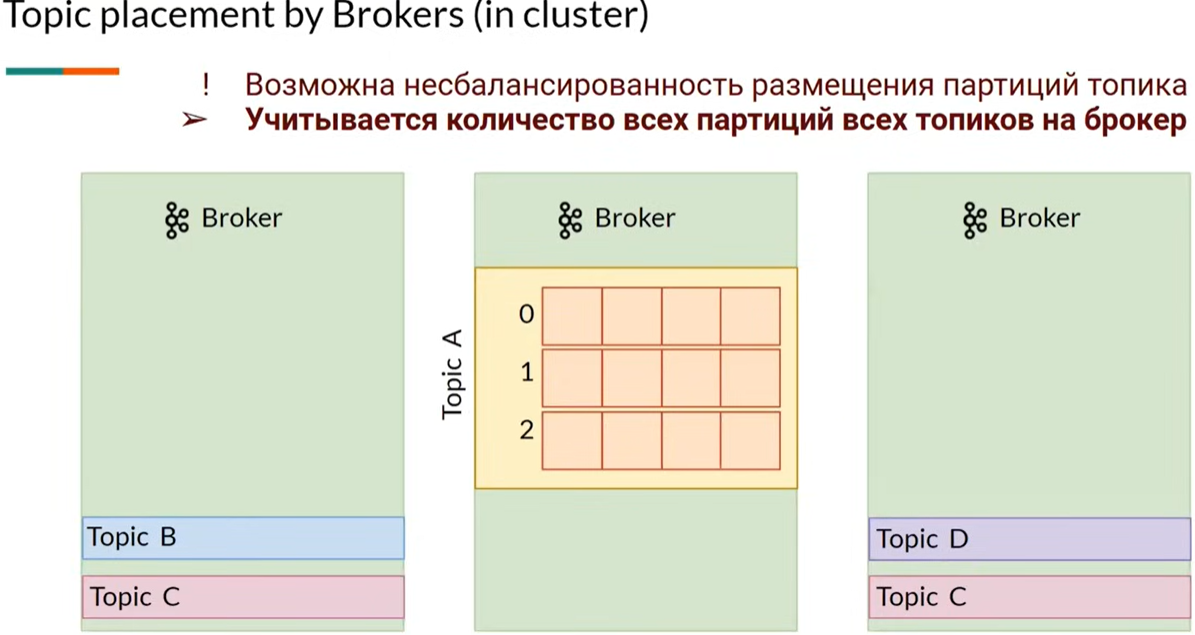 Topic placement by Brokers (in cluster)
! Возможна несбалансированность размещения партиций топика
➢ Учитывается количество всех партиций всех топиков на брокер
Broker
Broker
Broker
Topic A
0
1
2
Topic B
Topic C
Topic D
Topic C